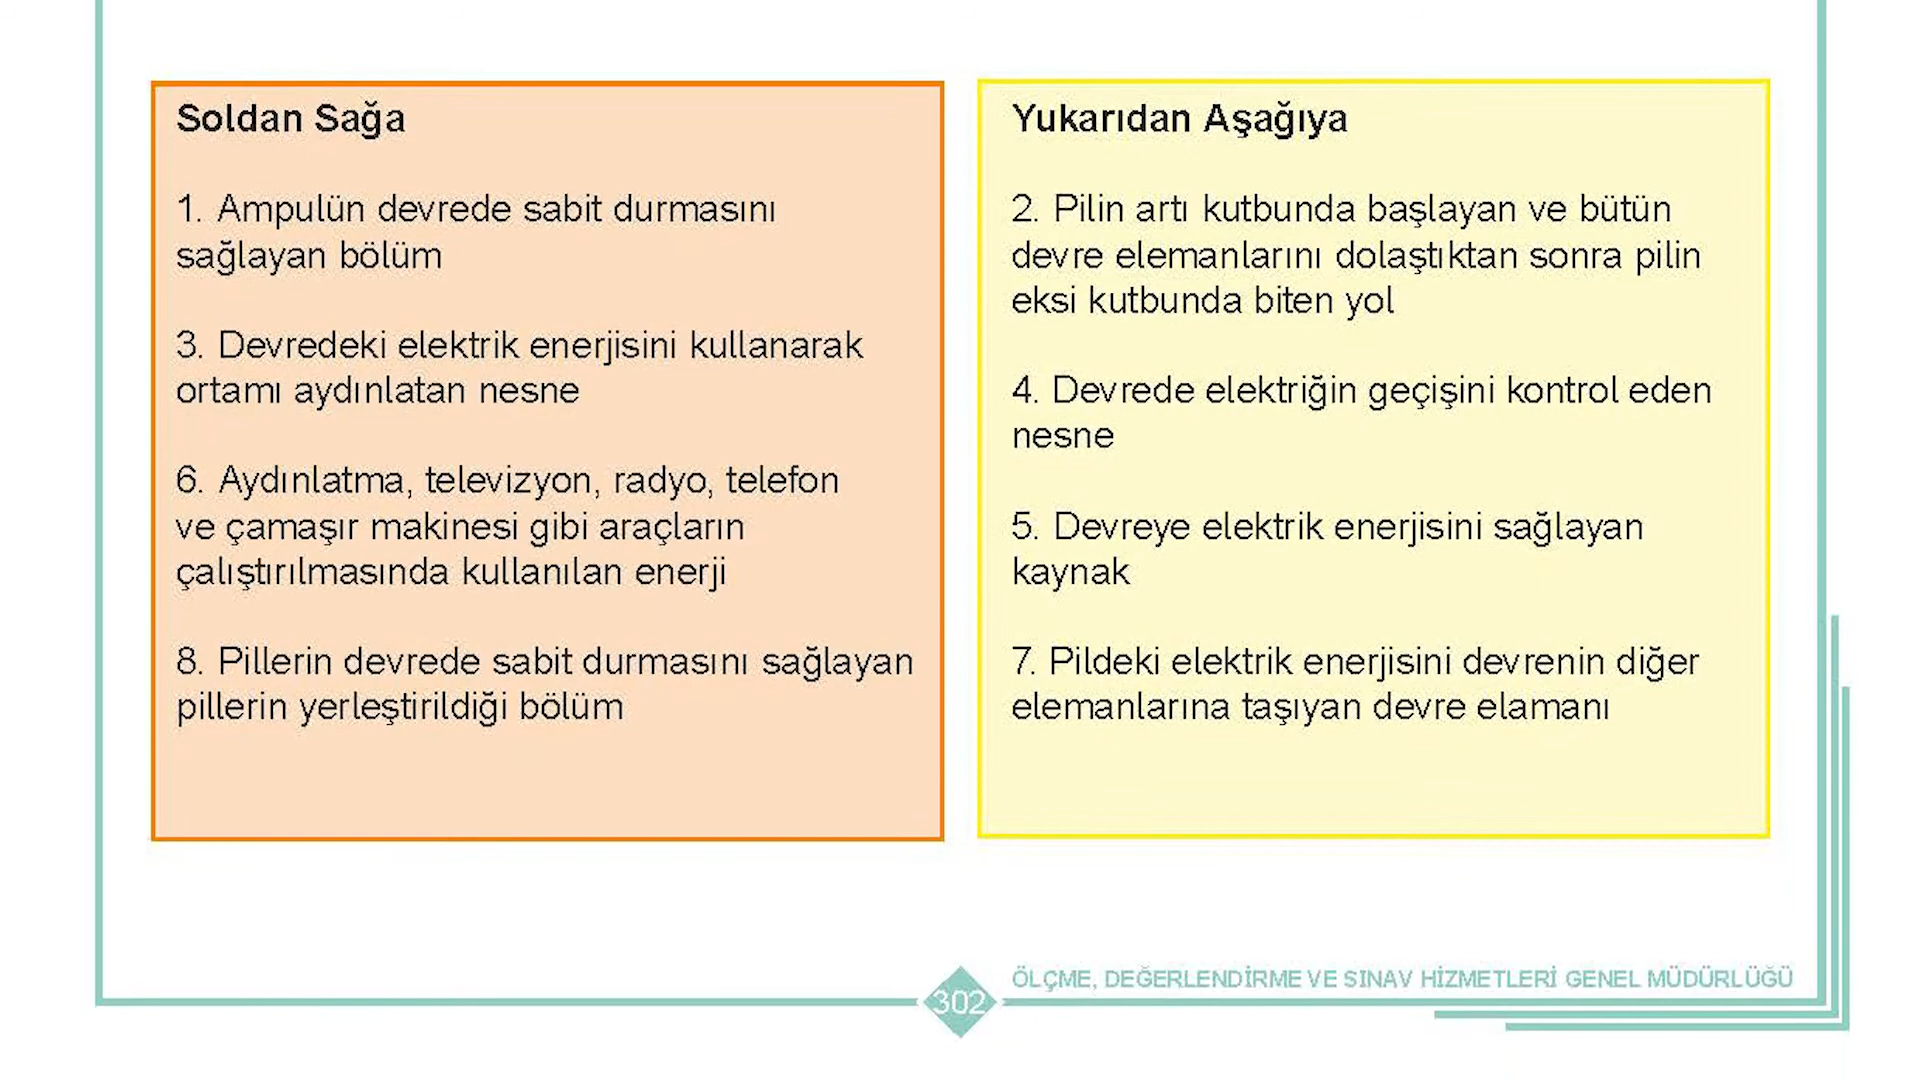 Soldan Sağa
1. Ampulün devrede sabit durmasını
sağlayan bölüm
3. Devredeki elektrik enerjisini kullanarak
ortamı aydınlatan nesne
6. Aydınlatma, televizyon, radyo, telefon
ve çamaşır makinesi gibi araçların
çalıştırılmasında kullanılan enerji
8. Pillerin devrede sabit durmasını sağlayan
pillerin yerleştirildiği bölüm
Yukarıdan Aşağıya
2. Pilin artı kutbunda başlayan ve bütün
devre elemanlarını dolaştıktan sonra pilin
eksi kutbunda biten yol
4. Devrede elektriğin geçişini kontrol eden
nesne
5. Devreye elektrik enerjisini sağlayan
kaynak
7. Pildeki elektrik enerjisini devrenin diğer
elemanlarına taşıyan devre elamanı
ÖLÇME, DEĞERLENDİRME VE SINAV HİZMETLERİ GENEL MÜDÜRLÜĞÜ
302